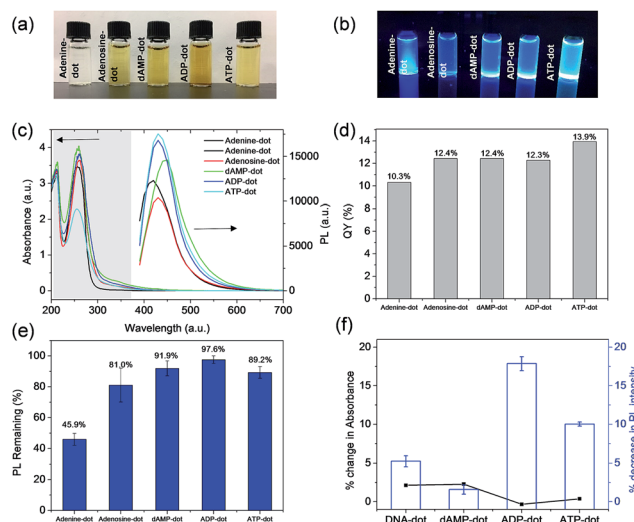 (a)
Adenine-dot
Adenosine-dot
dAMP-dot
ADP-dot
ATP-dot
(b)
Adenine-dot
Adenosine-dot
dAMP-dot
ADP-dot
ATP-dot
(c)
Absorbance (a.u.)
4
3
2
1
0
Adenine-dot
Adenine-dot
Adenosine-dot
dAMP-dot
ADP-dot
ATP-dot
15000
10000
5000
0
PL (a.u.)
200 300 400 500 600 700
Wavelength (a.u.)
(d)
QY (%)
14
12
10
8
6
4
2
0
10.3%
12.4%
12.4%
12.3%
13.9%
Adenine-dot Adenosine-dot dAMP-dot ADP-dot ATP-dot
(e)
PL Remaining (%)
100
80
60
40
20
0
45.9%
81.0%
91.9%
97.6%
89.2%
Adenine-dot Adenosine-dot dAMP-dot ADP-dot ATP-dot
(f)
% change in Absorbance
20
15
10
5
0
20
15
10
5
0
% decrease in PL intensity
DNA-dot dAMP-dot ADP-dot ATP-dot